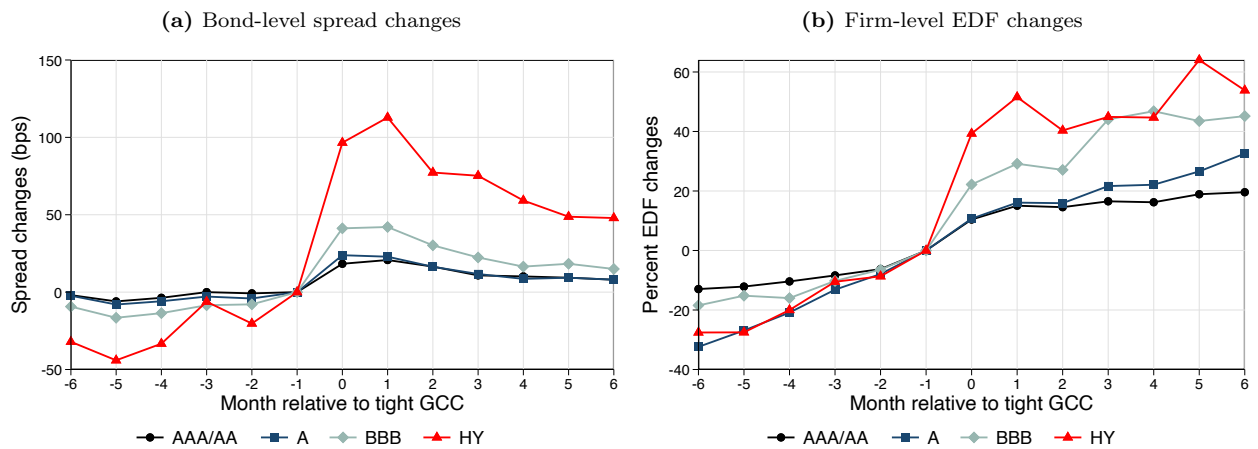 (a) Bond-level spread changes
Spread changes (bps)
150
100
50
0
-50
-6 -5 -4 -3 -2 -1 0 1 2 3 4 5 6
Month relative to tight GCC
AAA/AA A BBB HY
(b) Firm-level EDF changes
Percent EDF changes
60
40
20
0
-20
-40
-6 -5 -4 -3 -2 -1 0 1 2 3 4 5 6
Month relative to tight GCC
AAA/AA A BBB HY